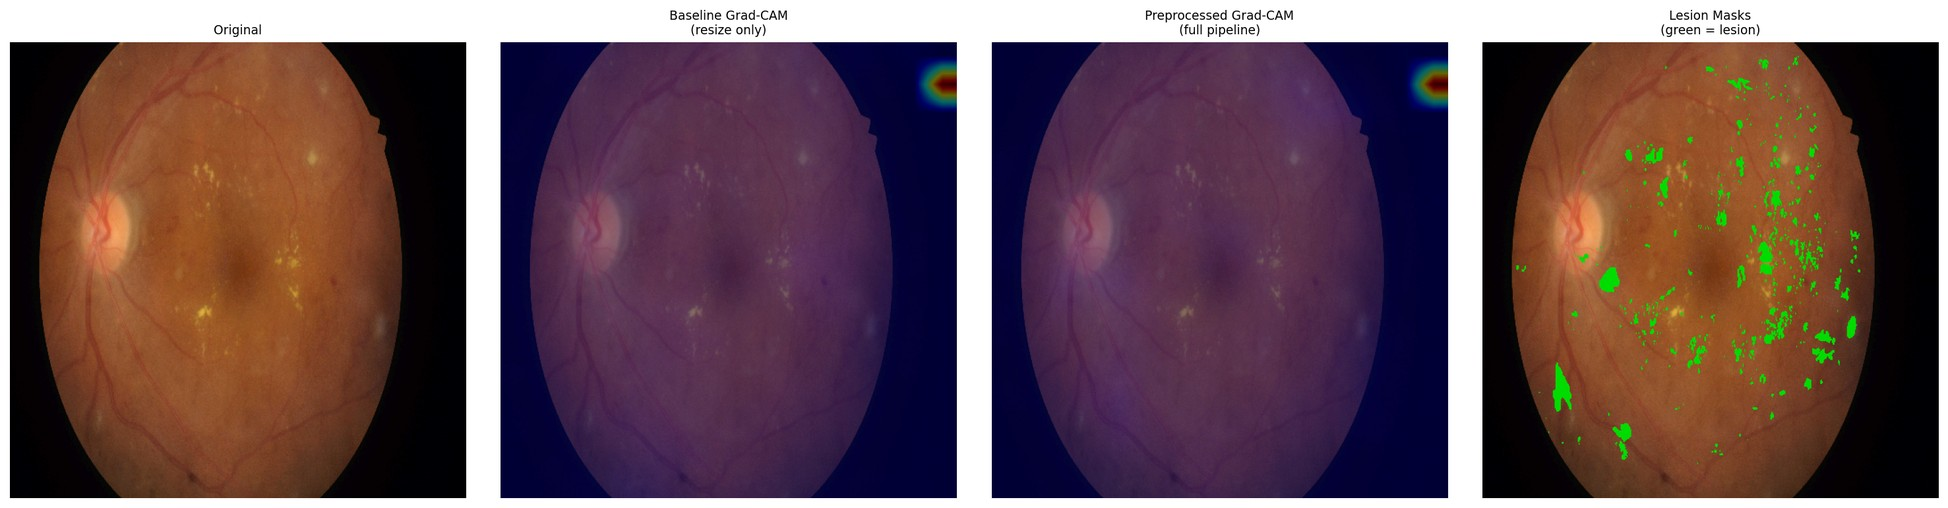 Original
Baseline Grad-CAM
(resize only)
Preprocessed Grad-CAM
(full pipeline)
Lesion Masks
(green = lesion)